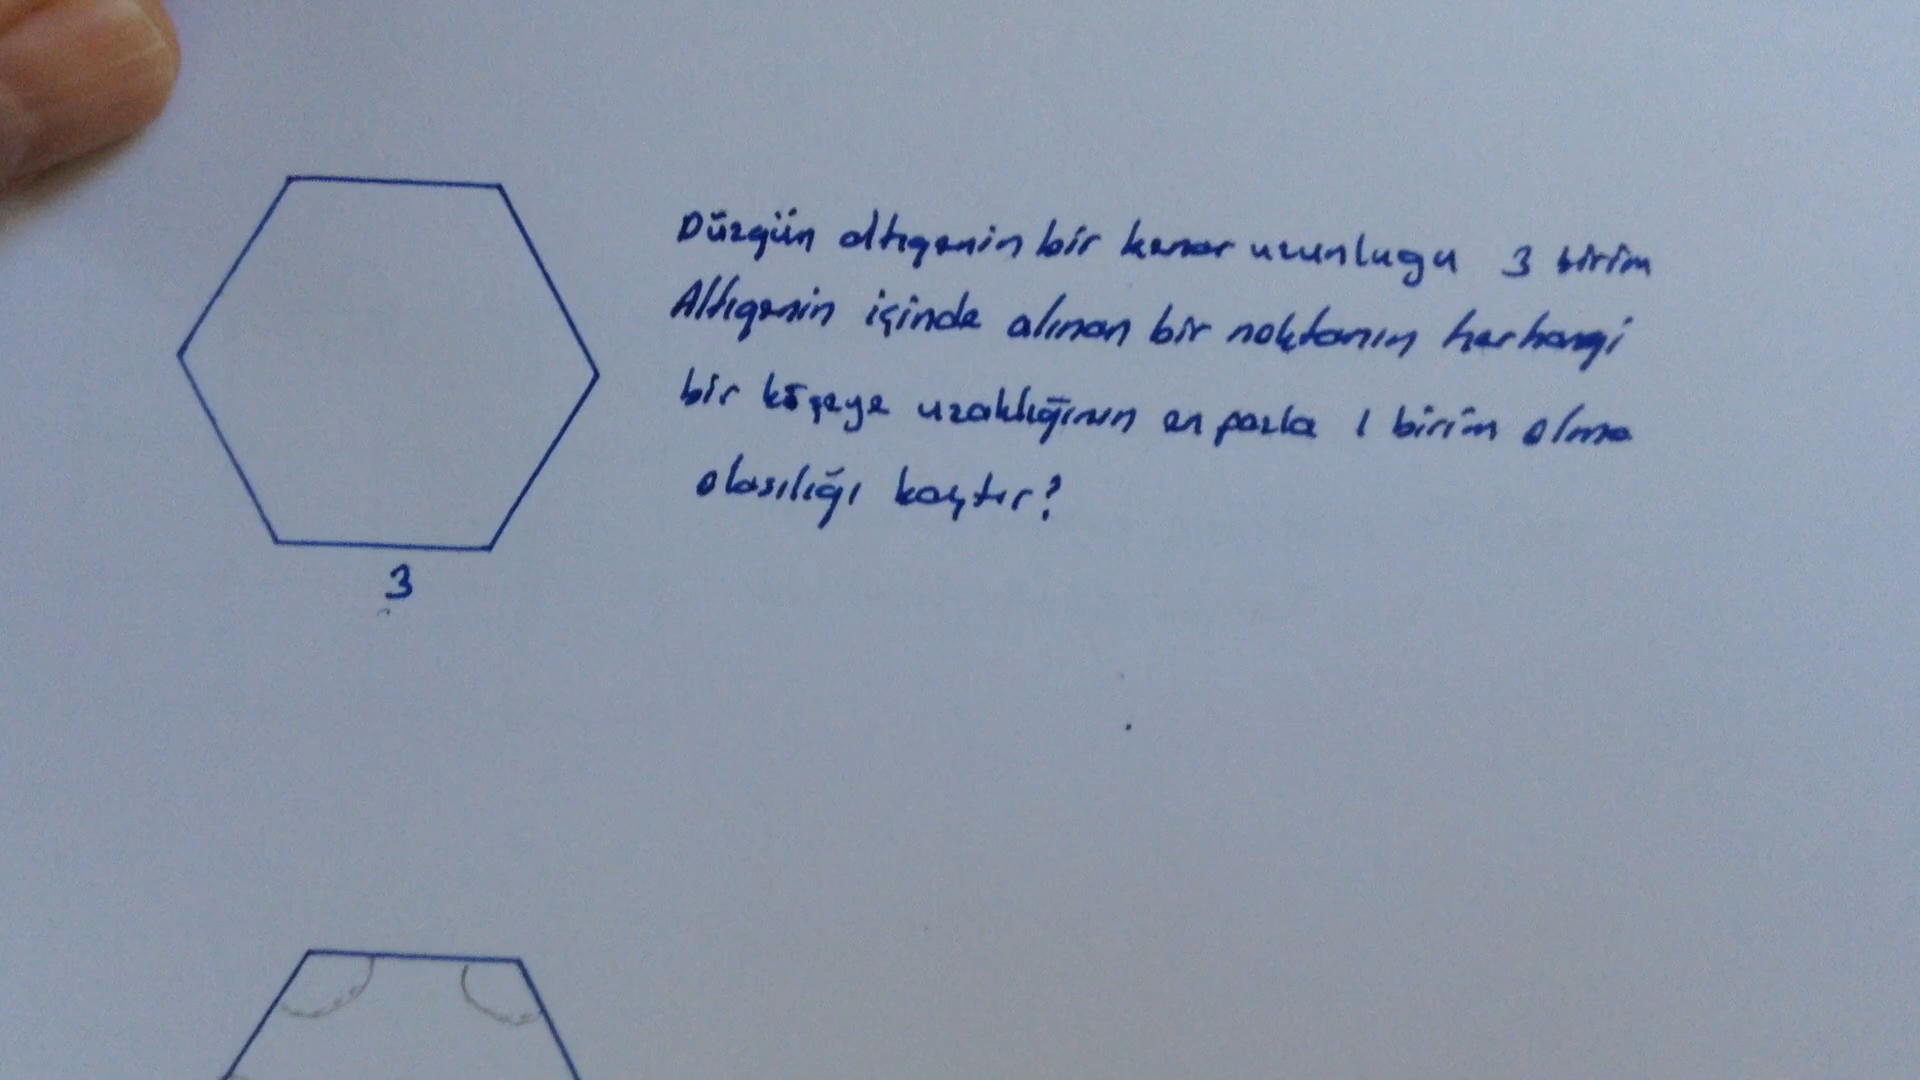 Düzgün altıgenin bir kenar uzunlugu 3 birim
Altıgenin içinde alınan bir noktanın herhangi
bir köşeye uzaklığının en fazla 1 birim olma
olasılığı kaçtır?
3